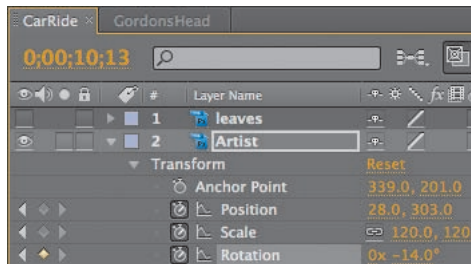 CarRide × GordonsHead
0;00;10;13
# Layer Name fx
1 leaves
2 Artist
Transform Reset
Anchor Point 339.0, 201.0
Position 28.0, 303.0
Scale 120.0, 120
Rotation 0x -14.0°